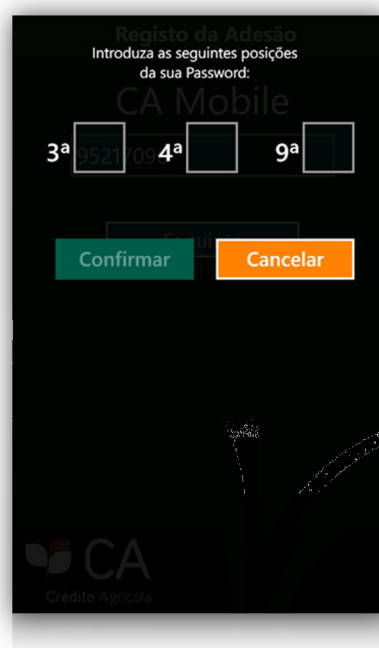 Registo da Adesão
Introduza as seguintes posições
da sua Password:
CA Mobile
3ª 4ª 9ª
Confirmar Cancelar
CA
Crédito Agrícola